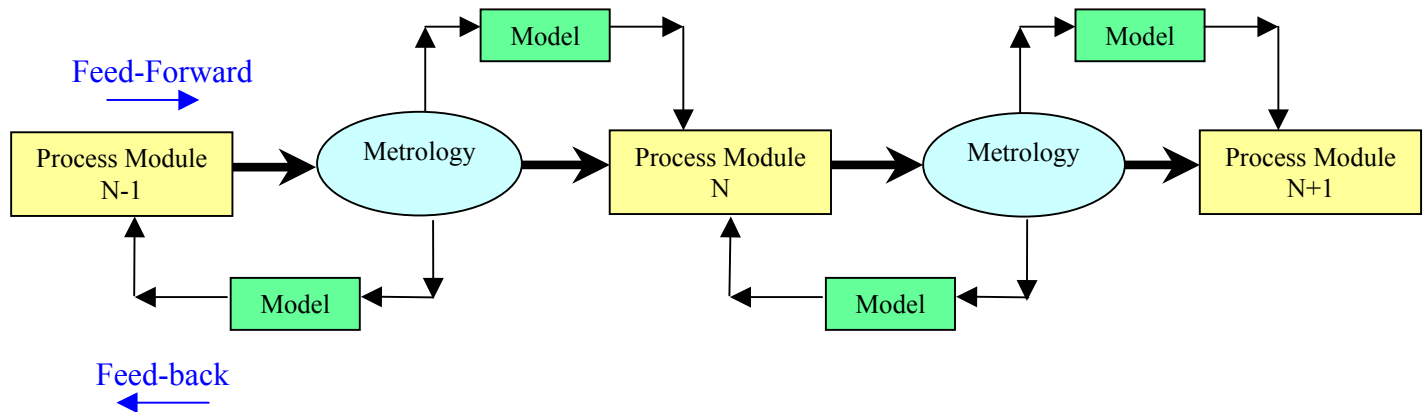 Model
Model
Feed-Forward
Process Module
N-1
Metrology
Process Module
N
Metrology
Process Module
N+1
Model
Model
Feed-back